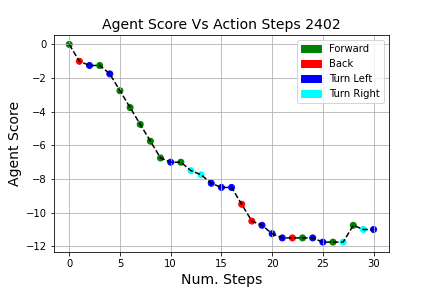 Agent Score Vs Action Steps 2402
Agent Score
0
−2
−4
−6
−8
−10
−12
Forward
Back
Turn Left
Turn Right
0 5 10 15 20 25 30
Num. Steps